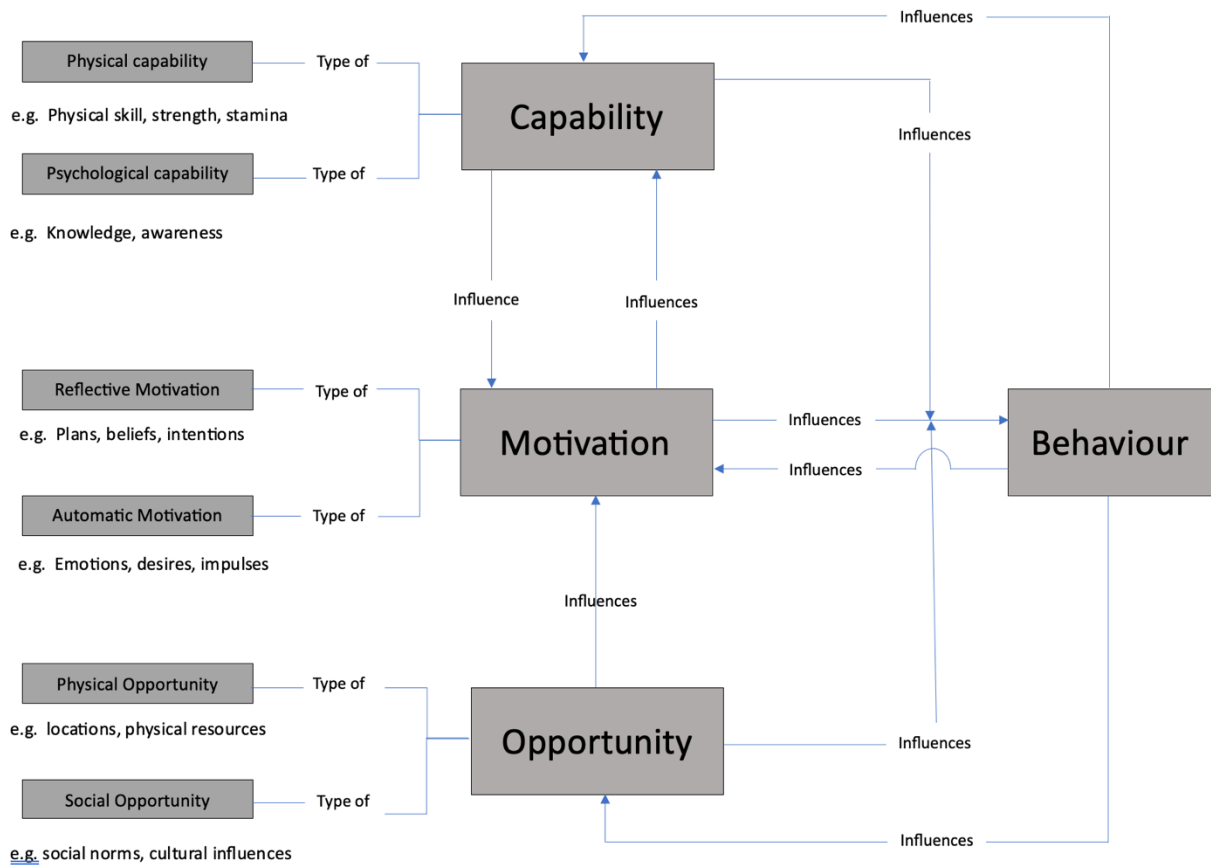 Influences
Physical capability
Type of
e.g. Physical skill, strength, stamina
Capability
Influences
Psychological capability
Type of
e.g. Knowledge, awareness
Influence
Influences
Reflective Motivation
Type of
e.g. Plans, beliefs, intentions
Motivation
Influences
Influences
Behaviour
Automatic Motivation
Type of
e.g. Emotions, desires, impulses
Influences
Physical Opportunity
Type of
e.g. locations, physical resources
Opportunity
Influences
Social Opportunity
Type of
e.g. social norms, cultural influences
Influences